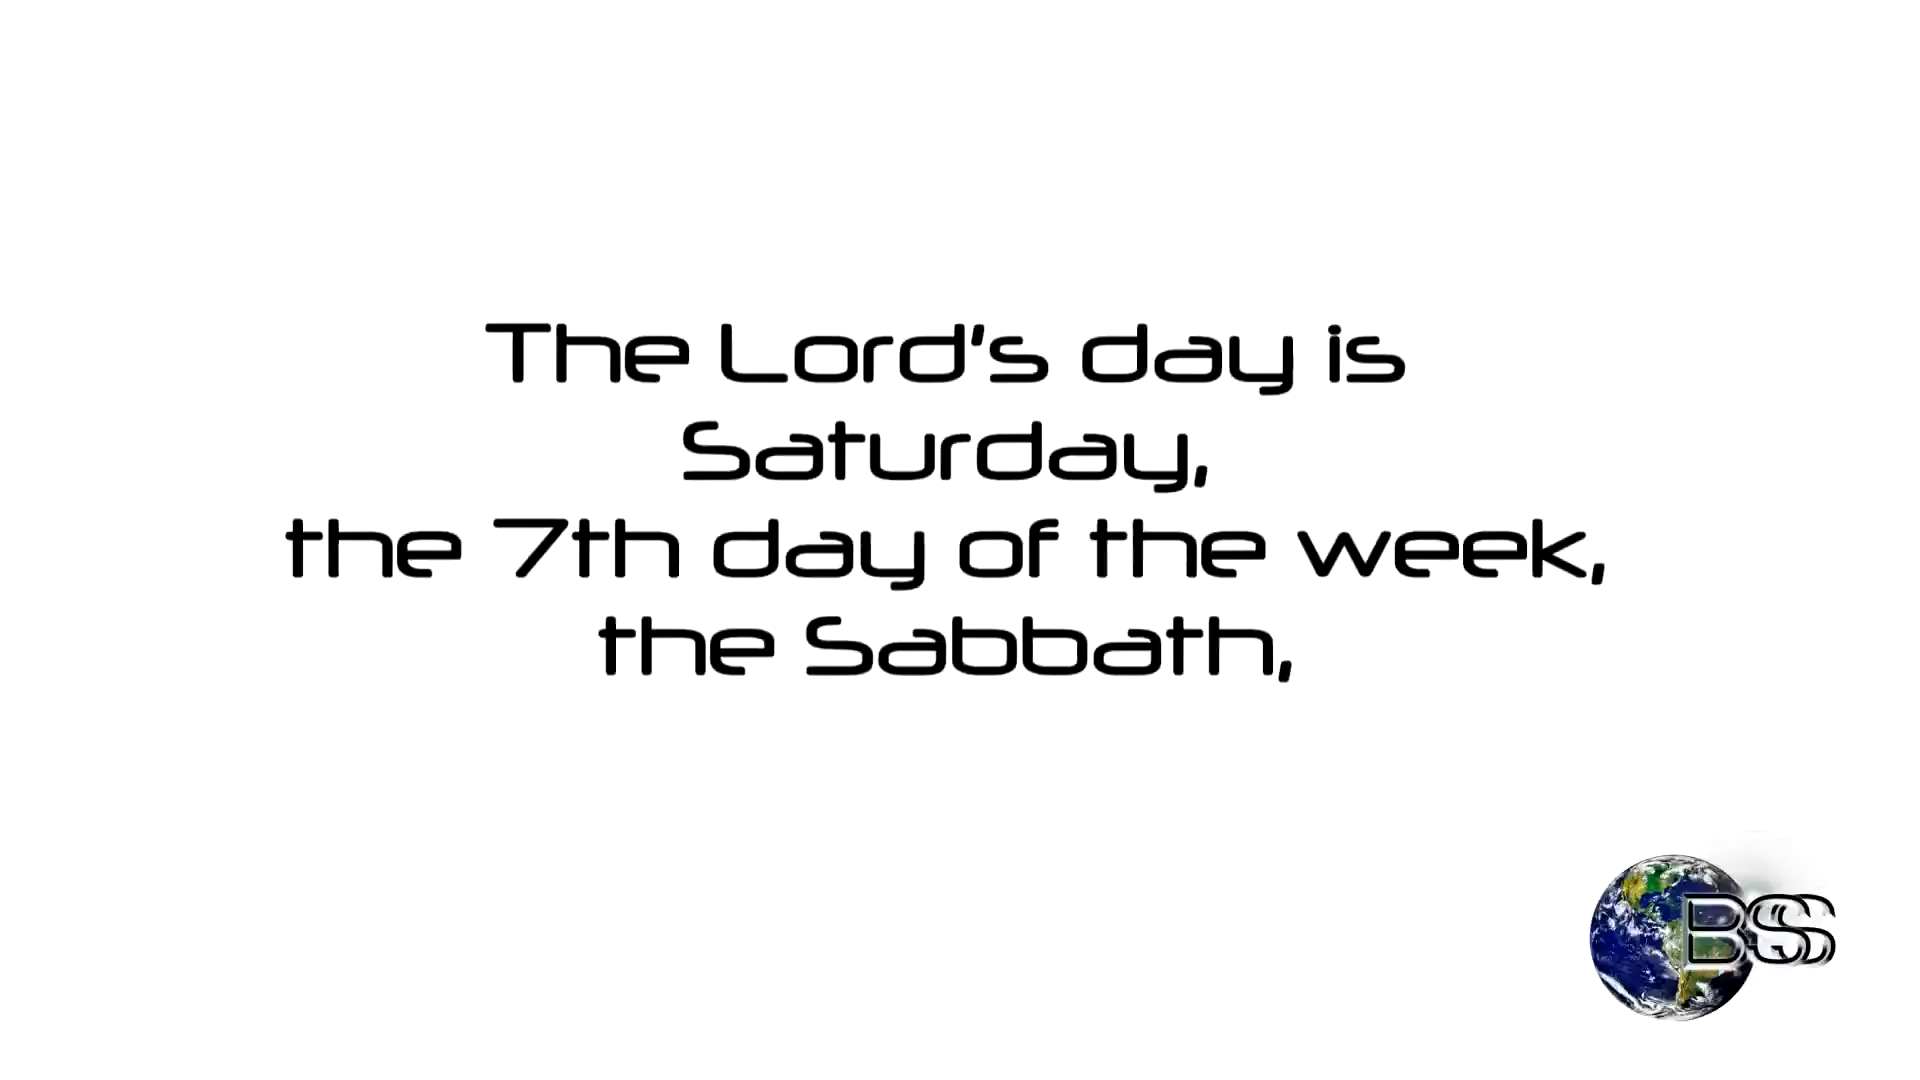 The Lord's day is
Saturday,
the 7th day of the week,
the Sabbath,
BSS